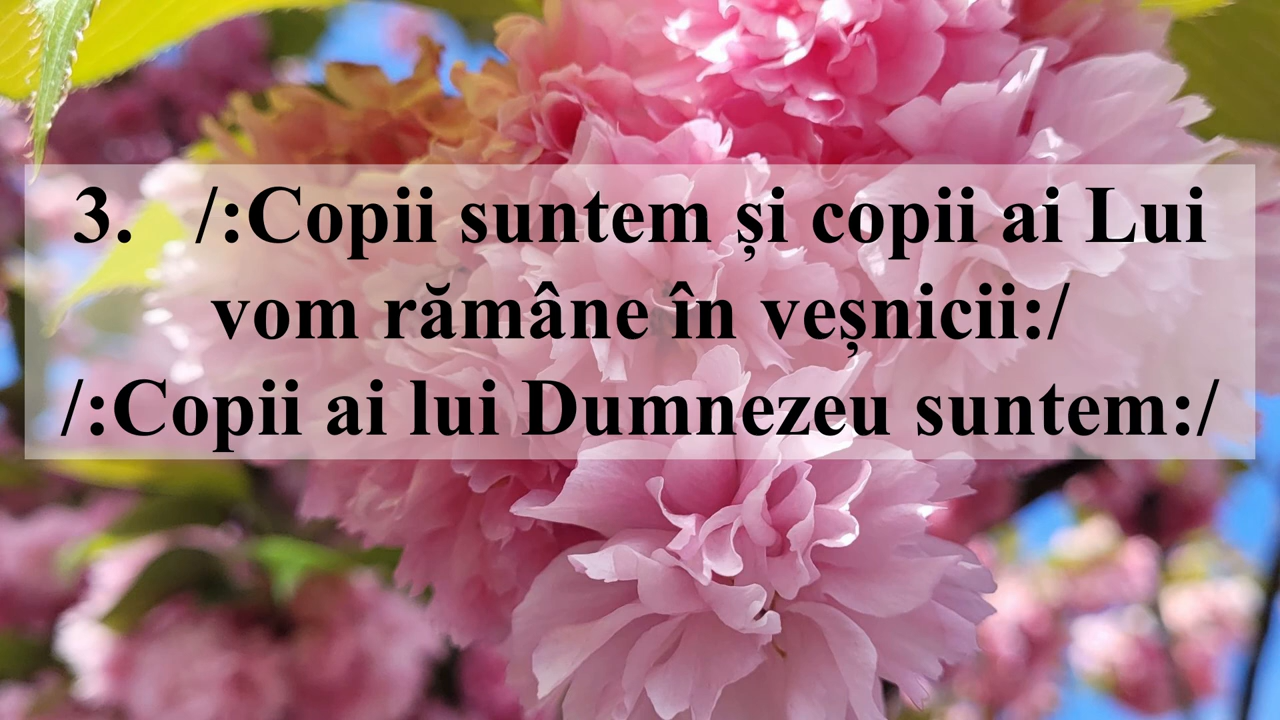 3. /:Copii suntem și copii ai Lui
vom rămâne în veșnicii:/
/:Copii ai lui Dumnezeu suntem:/